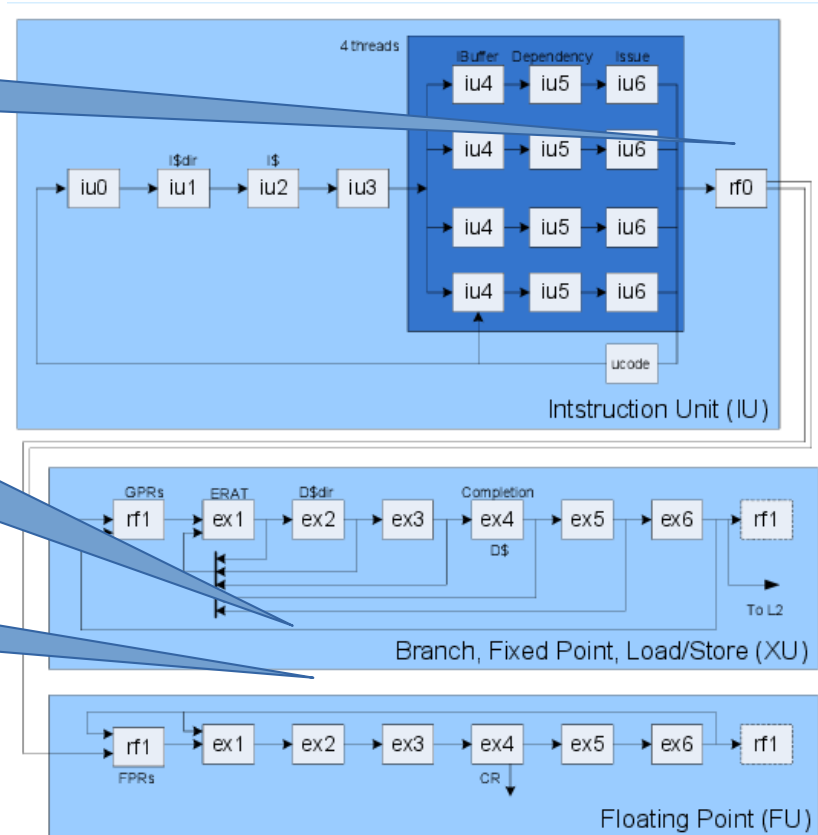 4 threads
IBuffer Dependency Issue
iu4 iu5 iu6
iu4 iu5 iu6
I$dir I$
iu0 iu1 iu2 iu3 rf0
iu4 iu5 iu6
iu4 iu5 iu6
ucode
Intstruction Unit (IU)
GPRs ERAT D$dir Completion
rf1 ex1 ex2 ex3 ex4 ex5 ex6 rf1
D$
To L2
Branch, Fixed Point, Load/Store (XU)
rf1 ex1 ex2 ex3 ex4 ex5 ex6 rf1
FPRs CR
Floating Point (FU)